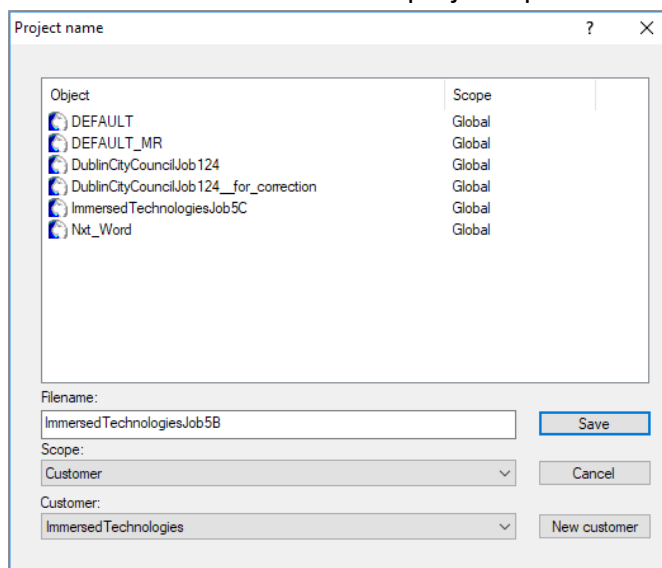 Project name ?
Object Scope
DEFAULT Global
DEFAULT_MR Global
DublinCityCouncilJob124 Global
DublinCityCouncilJob124__for_correction Global
ImmersedTechnologiesJob5C Global
Nxt_Word Global
Filename:
ImmersedTechnologiesJob5B Save
Scope:
Customer Cancel
Customer:
ImmersedTechnologies New customer